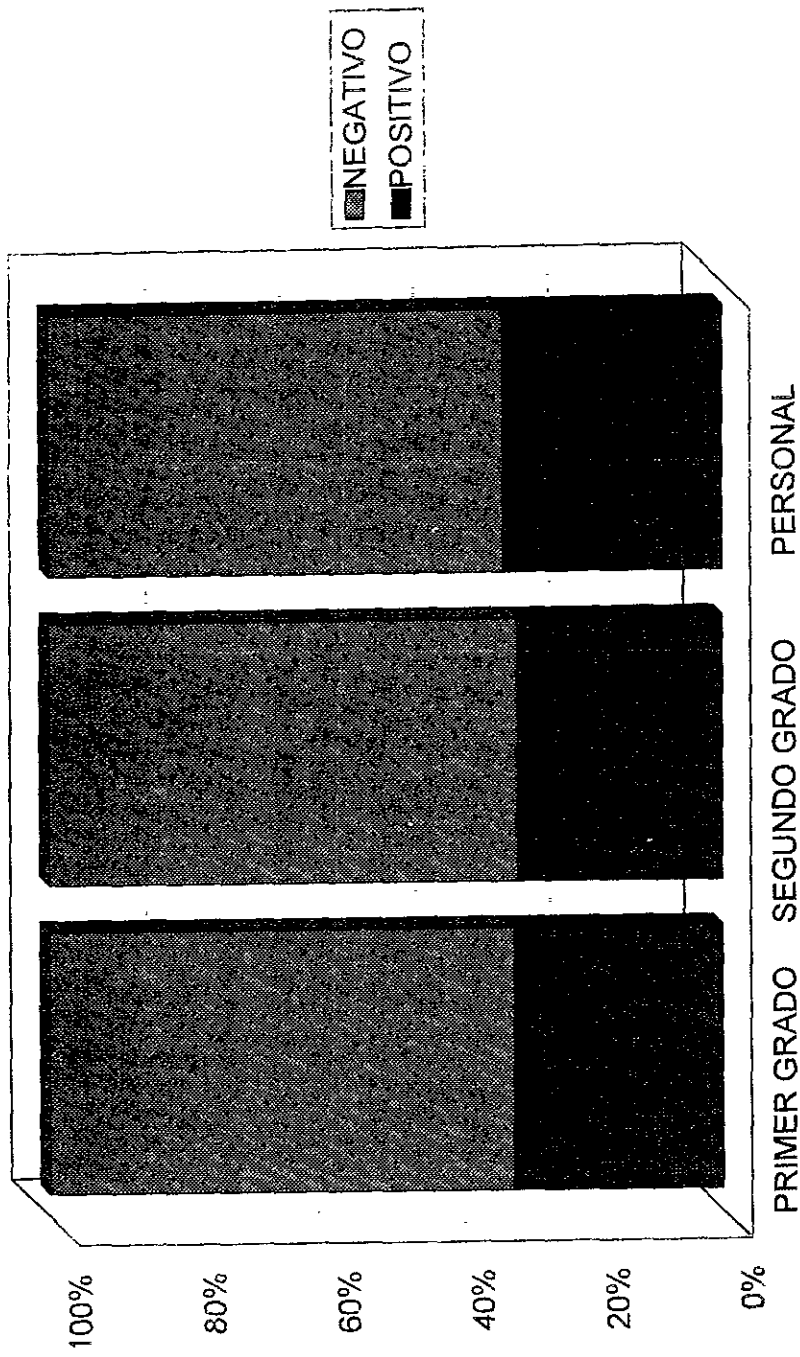 NEGATIVO
POSITIVO
100%
80%
60%
40%
20%
0%
PRIMER GRADO
SEGUNDO GRADO
PERSONAL